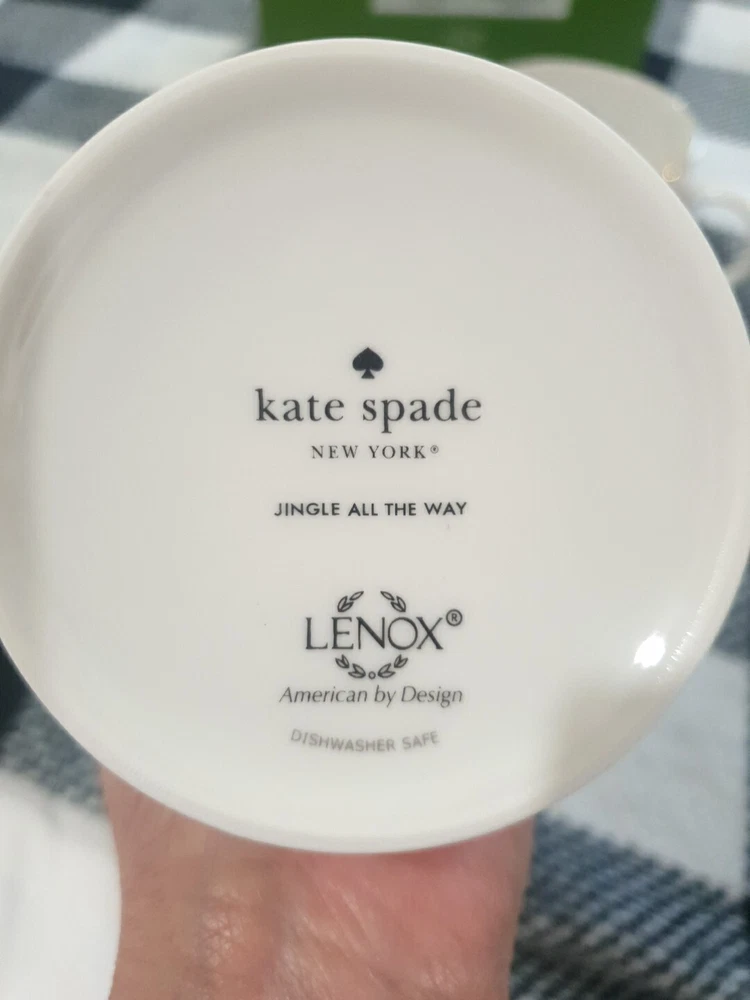 kate spade
NEW YORK®
JINGLE ALL THE WAY
LENOX®
American by Design
DISHWASHER SAFE